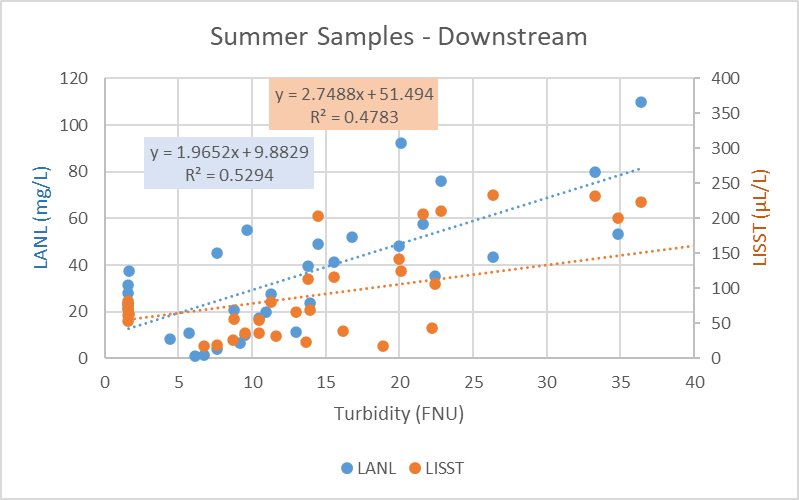 Summer Samples - Downstream
120
100
80
60
40
20
0
400
350
300
250
200
150
100
50
0
y = 2.7488x + 51.494
R² = 0.4783
y = 1.9652x + 9.8829
R² = 0.5294
LANL (mg/L)
LISST (µL/L)
0 5 10 15 20 25 30 35 40
Turbidity (FNU)
LANL LISST